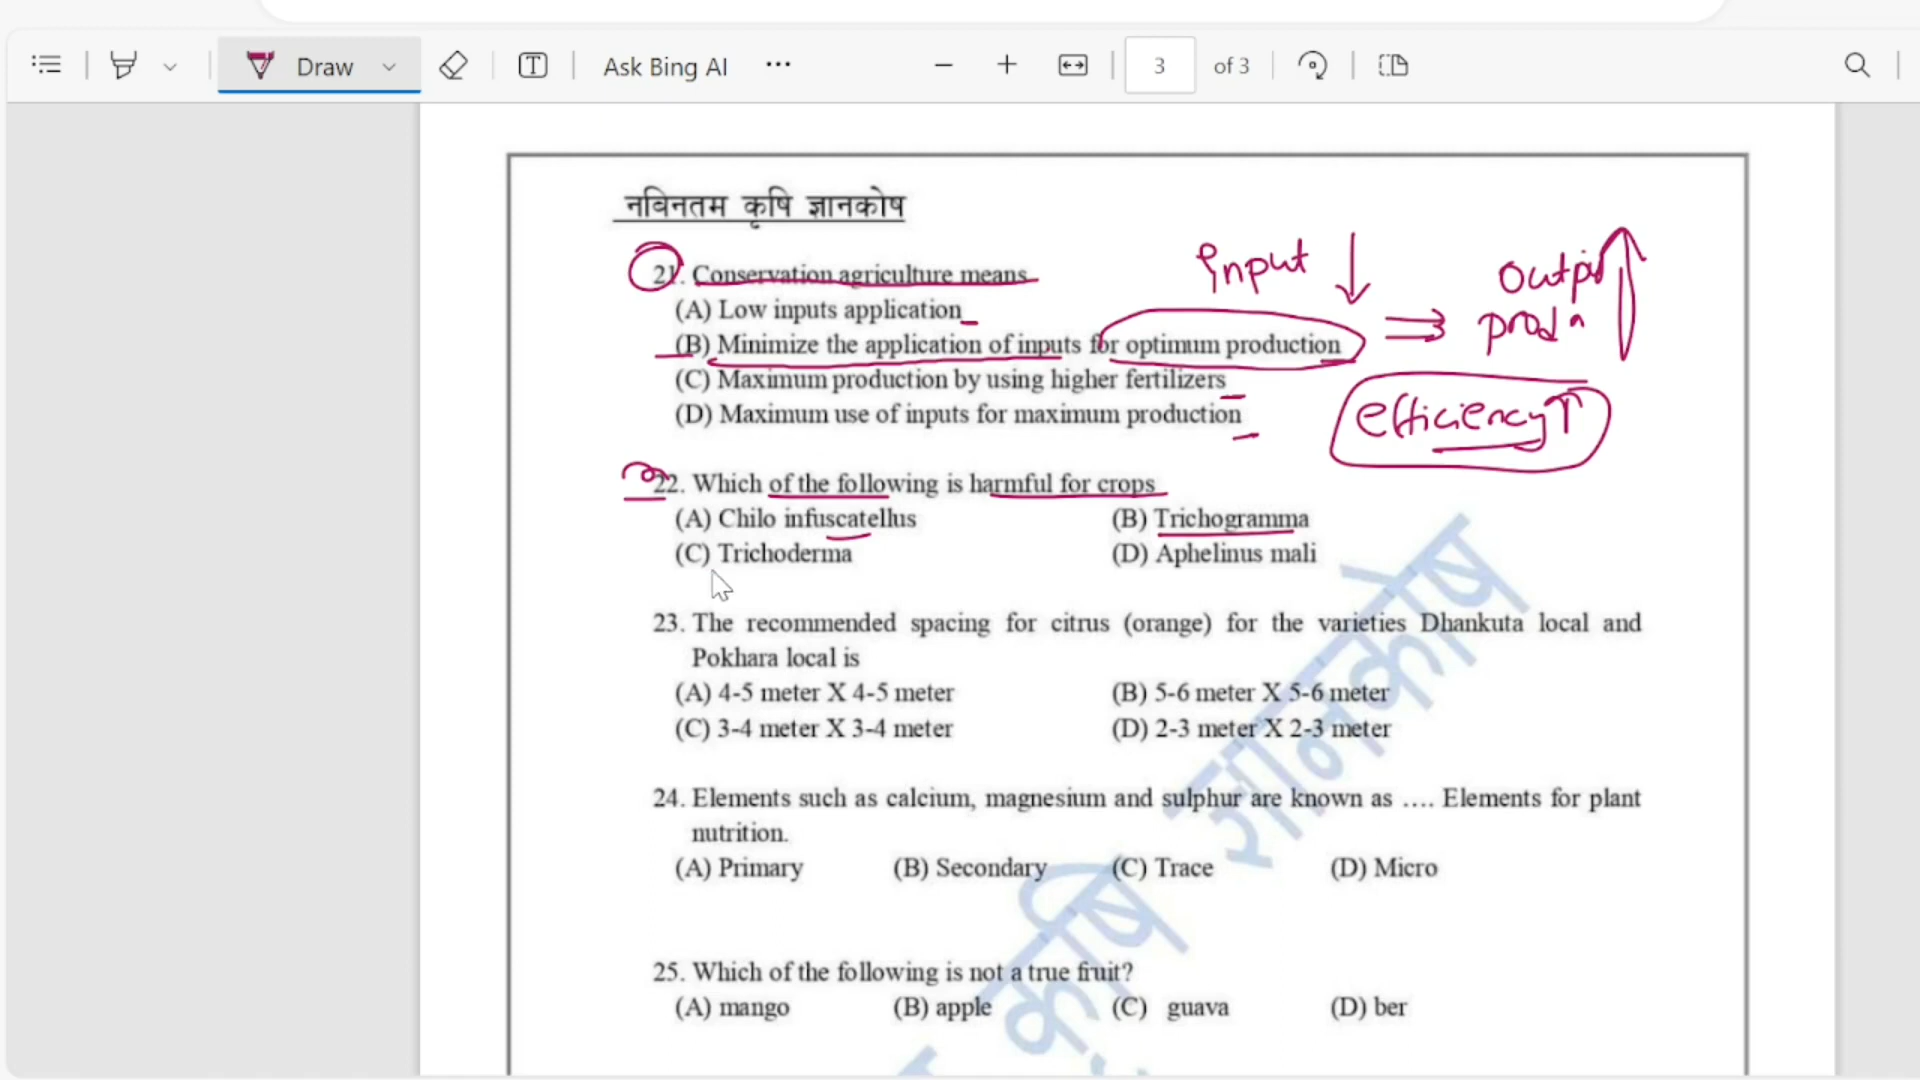 Draw
Ask Bing AI
3 of 3
नविनतम कृषि ज्ञानकोष
21. Conservation agriculture means
(A) Low inputs application
(B) Minimize the application of inputs for optimum production
(C) Maximum production by using higher fertilizers
(D) Maximum use of inputs for maximum production
input
output
prodn
efficiency
22. Which of the following is harmful for crops
(A) Chilo infuscatellus (B) Trichogramma
(C) Trichoderma (D) Aphelinus mali
23. The recommended spacing for citrus (orange) for the varieties Dhankuta local and
Pokhara local is
(A) 4-5 meter X 4-5 meter (B) 5-6 meter X 5-6 meter
(C) 3-4 meter X 3-4 meter (D) 2-3 meter X 2-3 meter
24. Elements such as calcium, magnesium and sulphur are known as …. Elements for plant
nutrition.
(A) Primary (B) Secondary (C) Trace (D) Micro
25. Which of the following is not a true fruit?
(A) mango (B) apple (C) guava (D) ber
कृषि ज्ञानकोष